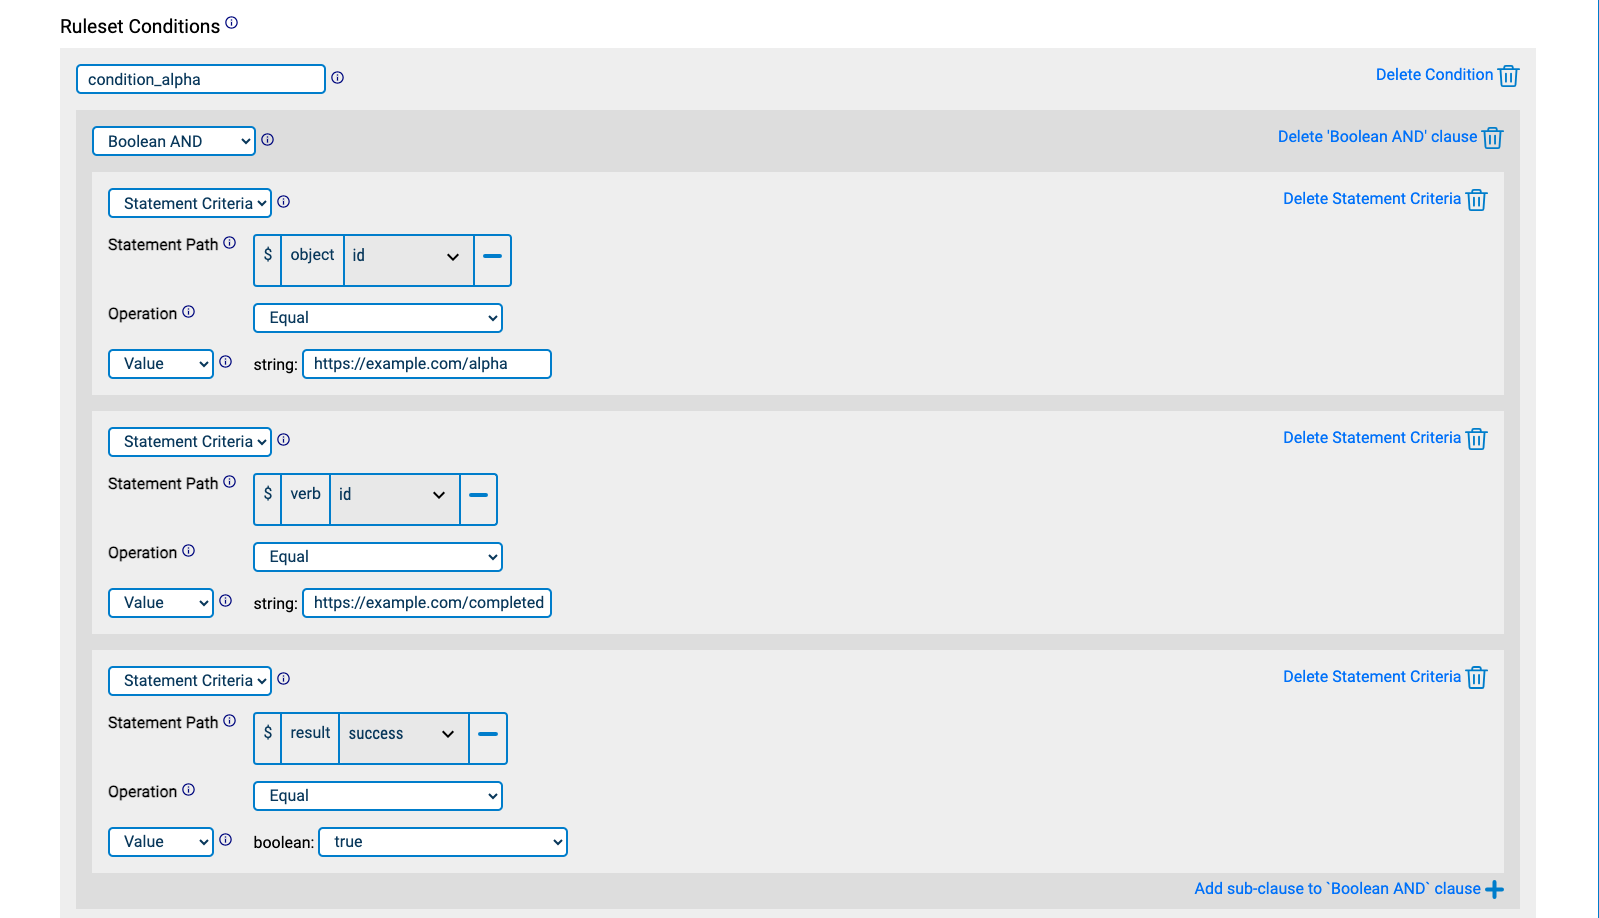 Ruleset Conditions
condition_alpha Delete Condition
Boolean AND Delete 'Boolean AND' clause
Statement Criteria Delete Statement Criteria
Statement Path $ object id
Operation Equal
Value string: https://example.com/alpha
Statement Criteria Delete Statement Criteria
Statement Path $ verb id
Operation Equal
Value string: https://example.com/completed
Statement Criteria Delete Statement Criteria
Statement Path $ result success
Operation Equal
Value boolean: true
Add sub-clause to `Boolean AND` clause